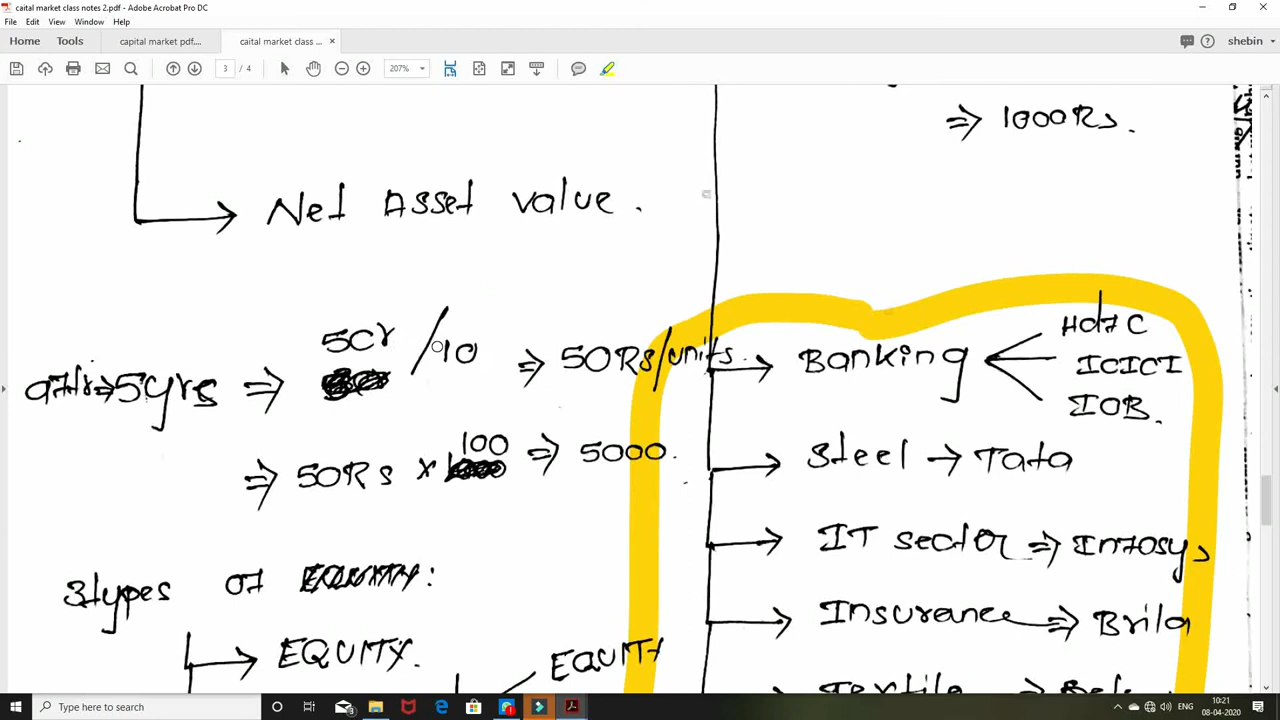 caital market class notes 2.pdf - Adobe Acrobat Pro DC
File Edit View Window Help
Home Tools capital market pdf.... caital market class ... × shebin
3 / 4 207%
⇒ 1000Rs.
Net Asset value.
5Cr /10 ⇒ 50Rs/units.
after⇒5yrs ⇒
⇒ 50Rs × 100 ⇒ 5000.
3types of EQUITY:
→ EQUITY.
EQUITY
→ Banking
Hdfc
ICICI
IOB.
→ Steel → Tata
→ IT sector ⇒ Infosys
→ Insurance ⇒ Brila
Type here to search
10:21
ENG 08-04-2020